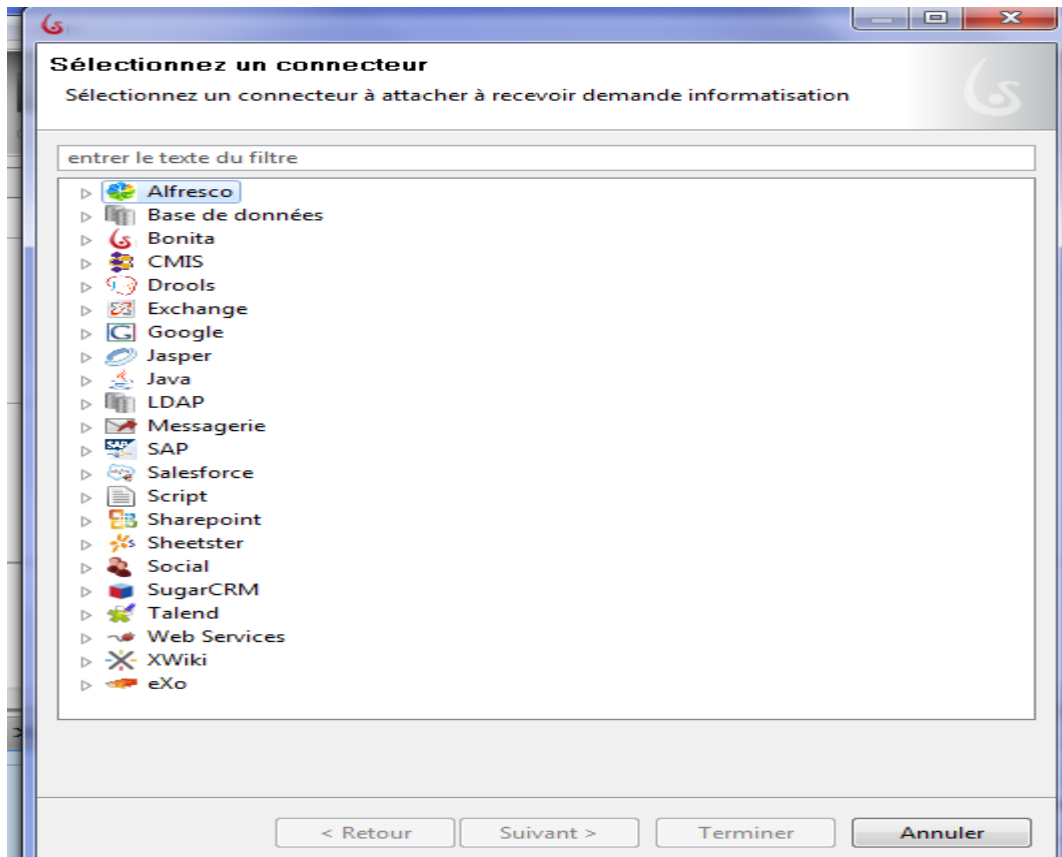 Sélectionnez un connecteur
Sélectionnez un connecteur à attacher à recevoir demande informatisation
entrer le texte du filtre
Alfresco
Base de données
Bonita
CMIS
Drools
Exchange
Google
Jasper
Java
LDAP
Messagerie
SAP
Salesforce
Script
Sharepoint
Sheetster
Social
SugarCRM
Talend
Web Services
XWiki
eXo
< Retour Suivant > Terminer Annuler